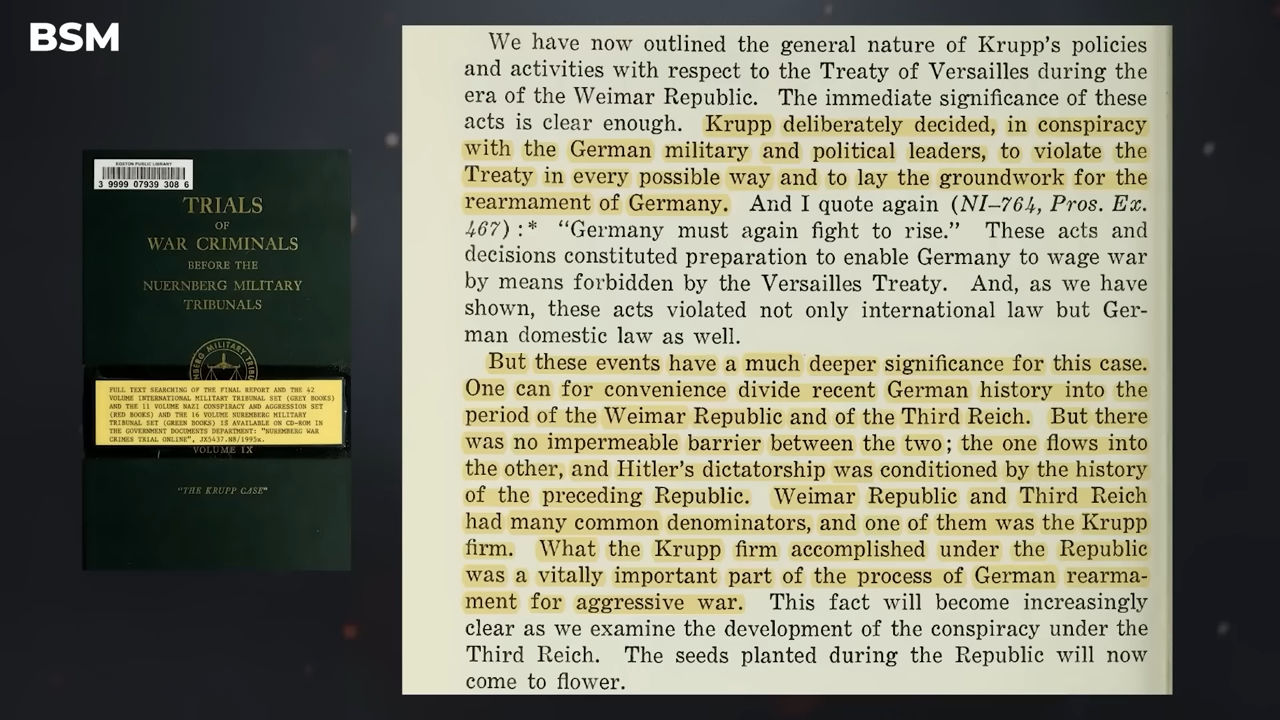 BSM
BOSTON PUBLIC LIBRARY
3 9999 07939 308 6
TRIALS
OF
WAR CRIMINALS
BEFORE THE
NUERNBERG MILITARY
TRIBUNALS
NBERG MILITARY TRIB
FULL TEXT SEARCHING OF THE FINAL REPORT AND THE 42
VOLUME INTERNATIONAL MILITARY TRIBUNAL SET (GREY BOOKS)
AND THE 11 VOLUME NAZI CONSPIRACY AND AGGRESSION SET
(RED BOOKS) AND THE 16 VOLUME NUREMBERG MILITARY
TRIBUNAL SET (GREEN BOOKS) IS AVAILABLE ON CD-ROM IN
THE GOVERNMENT DOCUMENTS DEPARTMENT: "NUREMBERG WAR
CRIMES TRIAL ONLINE", JX5437.N8/1995x.
VOLUME IX
"THE KRUPP CASE"
We have now outlined the general nature of Krupp's policies
and activities with respect to the Treaty of Versailles during the
era of the Weimar Republic. The immediate significance of these
acts is clear enough. Krupp deliberately decided, in conspiracy
with the German military and political leaders, to violate the
Treaty in every possible way and to lay the groundwork for the
rearmament of Germany. And I quote again (NI–764, Pros. Ex.
467) :* "Germany must again fight to rise." These acts and
decisions constituted preparation to enable Germany to wage war
by means forbidden by the Versailles Treaty. And, as we have
shown, these acts violated not only international law but Ger-
man domestic law as well.
But these events have a much deeper significance for this case.
One can for convenience divide recent German history into the
period of the Weimar Republic and of the Third Reich. But there
was no impermeable barrier between the two; the one flows into
the other, and Hitler's dictatorship was conditioned by the history
of the preceding Republic. Weimar Republic and Third Reich
had many common denominators, and one of them was the Krupp
firm. What the Krupp firm accomplished under the Republic
was a vitally important part of the process of German rearma-
ment for aggressive war. This fact will become increasingly
clear as we examine the development of the conspiracy under the
Third Reich. The seeds planted during the Republic will now
come to flower.